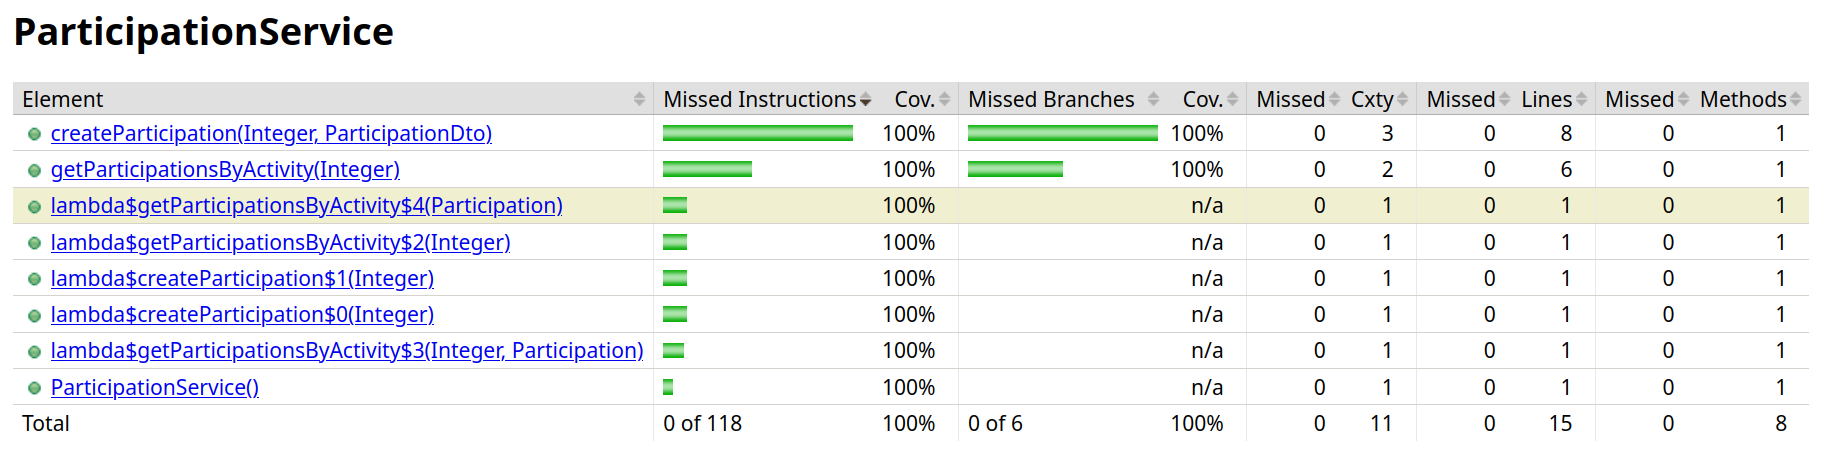 ParticipationService
Element Missed Instructions Cov. Missed Branches Cov. Missed Cxty Missed Lines Missed Methods
createParticipation(Integer, ParticipationDto) 100% 100% 0 3 0 8 0 1
getParticipationsByActivity(Integer) 100% 100% 0 2 0 6 0 1
lambda$getParticipationsByActivity$4(Participation) 100% n/a 0 1 0 1 0 1
lambda$getParticipationsByActivity$2(Integer) 100% n/a 0 1 0 1 0 1
lambda$createParticipation$1(Integer) 100% n/a 0 1 0 1 0 1
lambda$createParticipation$0(Integer) 100% n/a 0 1 0 1 0 1
lambda$getParticipationsByActivity$3(Integer, Participation) 100% n/a 0 1 0 1 0 1
ParticipationService() 100% n/a 0 1 0 1 0 1
Total 0 of 118 100% 0 of 6 100% 0 11 0 15 0 8